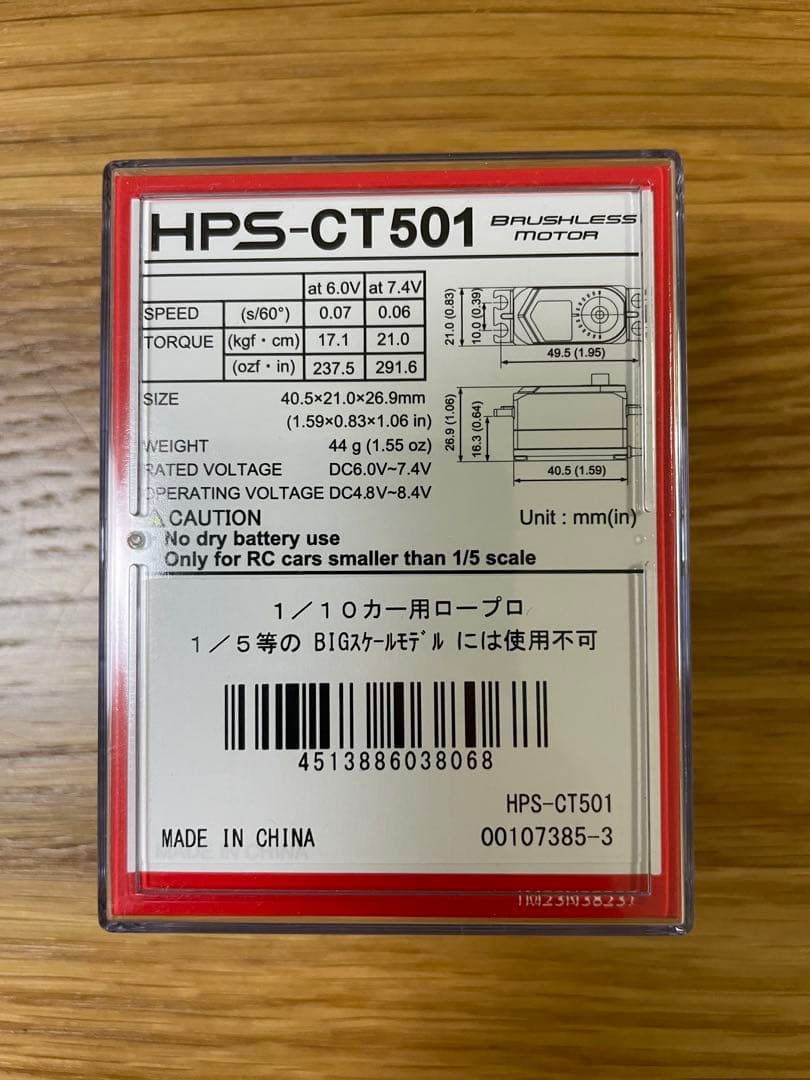 HPS-CT501 BRUSHLESS MOTOR
at 6.0V at 7.4V
SPEED (s/60°) 0.07 0.06
TORQUE (kgf・cm) 17.1 21.0
(ozf・in) 237.5 291.6
21.0 (0.83)
10.0 (0.39)
49.5 (1.95)
SIZE 40.5×21.0×26.9mm
(1.59×0.83×1.06 in)
WEIGHT 44 g (1.55 oz)
RATED VOLTAGE DC6.0V~7.4V
OPERATING VOLTAGE DC4.8V~8.4V
26.9 (1.06)
16.3 (0.64)
40.5 (1.59)
CAUTION Unit : mm(in)
No dry battery use
Only for RC cars smaller than 1/5 scale
1/10カー用ロープロ
1/5等の BIGｽｹｰﾙﾓﾃﾞﾙ には使用不可
4513886038068
HPS-CT501
MADE IN CHINA 00107385-3